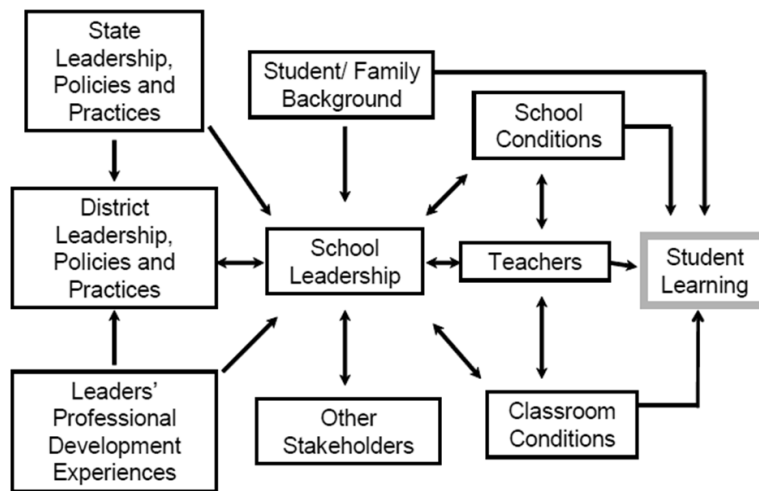 State
Leadership,
Policies and
Practices
Student/ Family
Background
School
Conditions
District
Leadership,
Policies and
Practices
School
Leadership
Teachers
Student
Learning
Leaders’
Professional
Development
Experiences
Other
Stakeholders
Classroom
Conditions